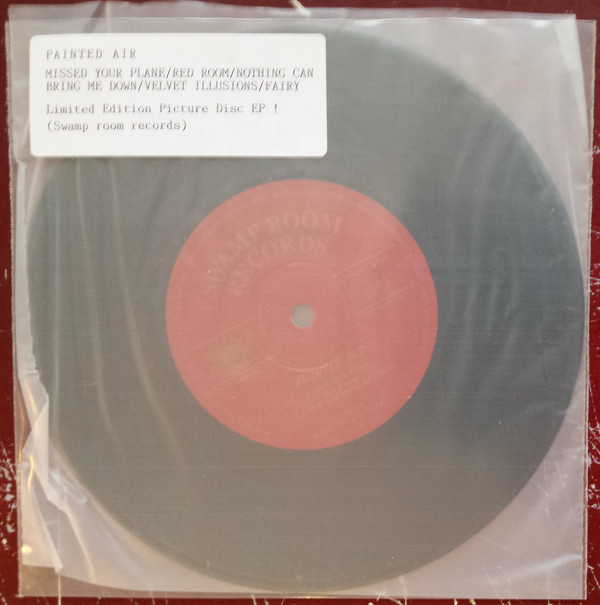 PAINTED AIR
MISSED YOUR PLANE/RED ROOM/NOTHING CAN
BRING ME DOWN/VELVET ILLUSIONS/FAIRY
Limited Edition Picture Disc EP !
(Swamp room records)
SWAMP ROOM
RECORDS
Painted Air